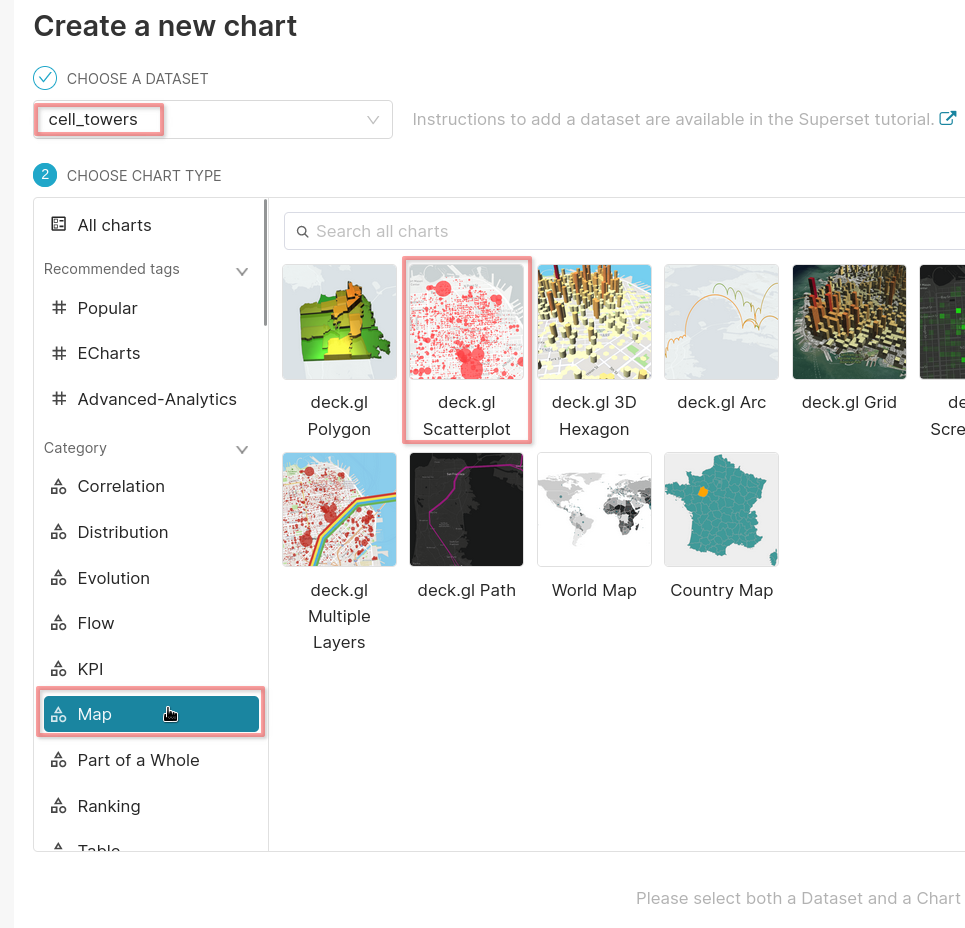 Create a new chart
CHOOSE A DATASET
cell_towers
Instructions to add a dataset are available in the Superset tutorial.
2
CHOOSE CHART TYPE
All charts
Recommended tags
Popular
ECharts
Advanced-Analytics
Category
Correlation
Distribution
Evolution
Flow
KPI
Map
Part of a Whole
Ranking
Table
Search all charts
deck.gl
Polygon
deck.gl
Scatterplot
deck.gl 3D
Hexagon
deck.gl Arc
deck.gl Grid
de
Scre
deck.gl
Multiple
Layers
deck.gl Path
World Map
Country Map
Please select both a Dataset and a Chart